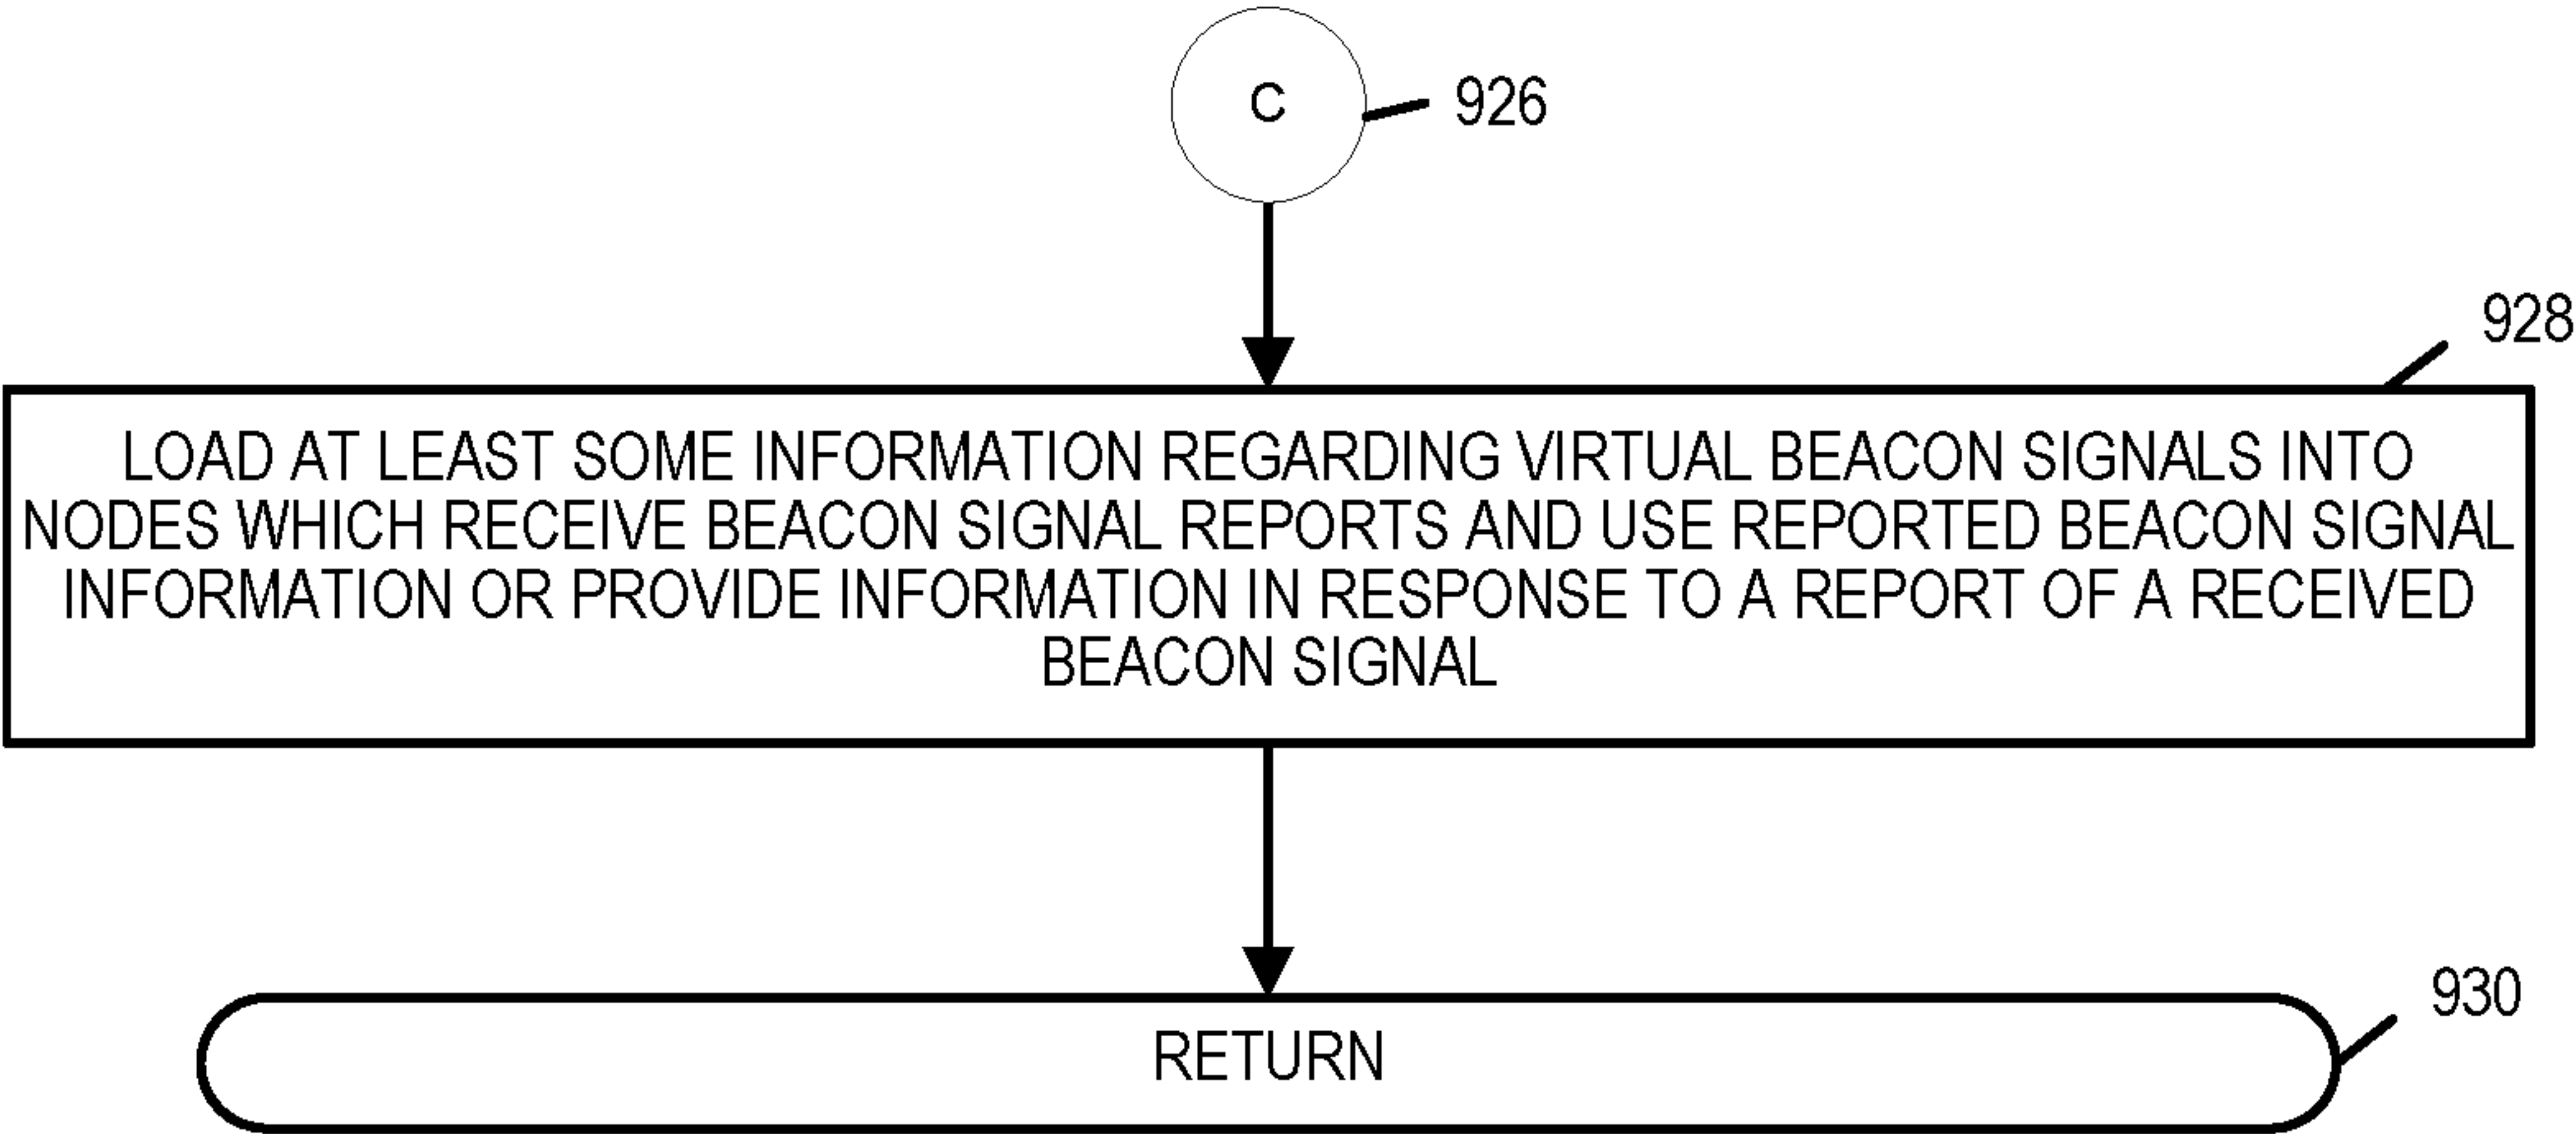 C
926
928
LOAD AT LEAST SOME INFORMATION REGARDING VIRTUAL BEACON SIGNALS INTO
NODES WHICH RECEIVE BEACON SIGNAL REPORTS AND USE REPORTED BEACON SIGNAL
INFORMATION OR PROVIDE INFORMATION IN RESPONSE TO A REPORT OF A RECEIVED
BEACON SIGNAL
930
RETURN